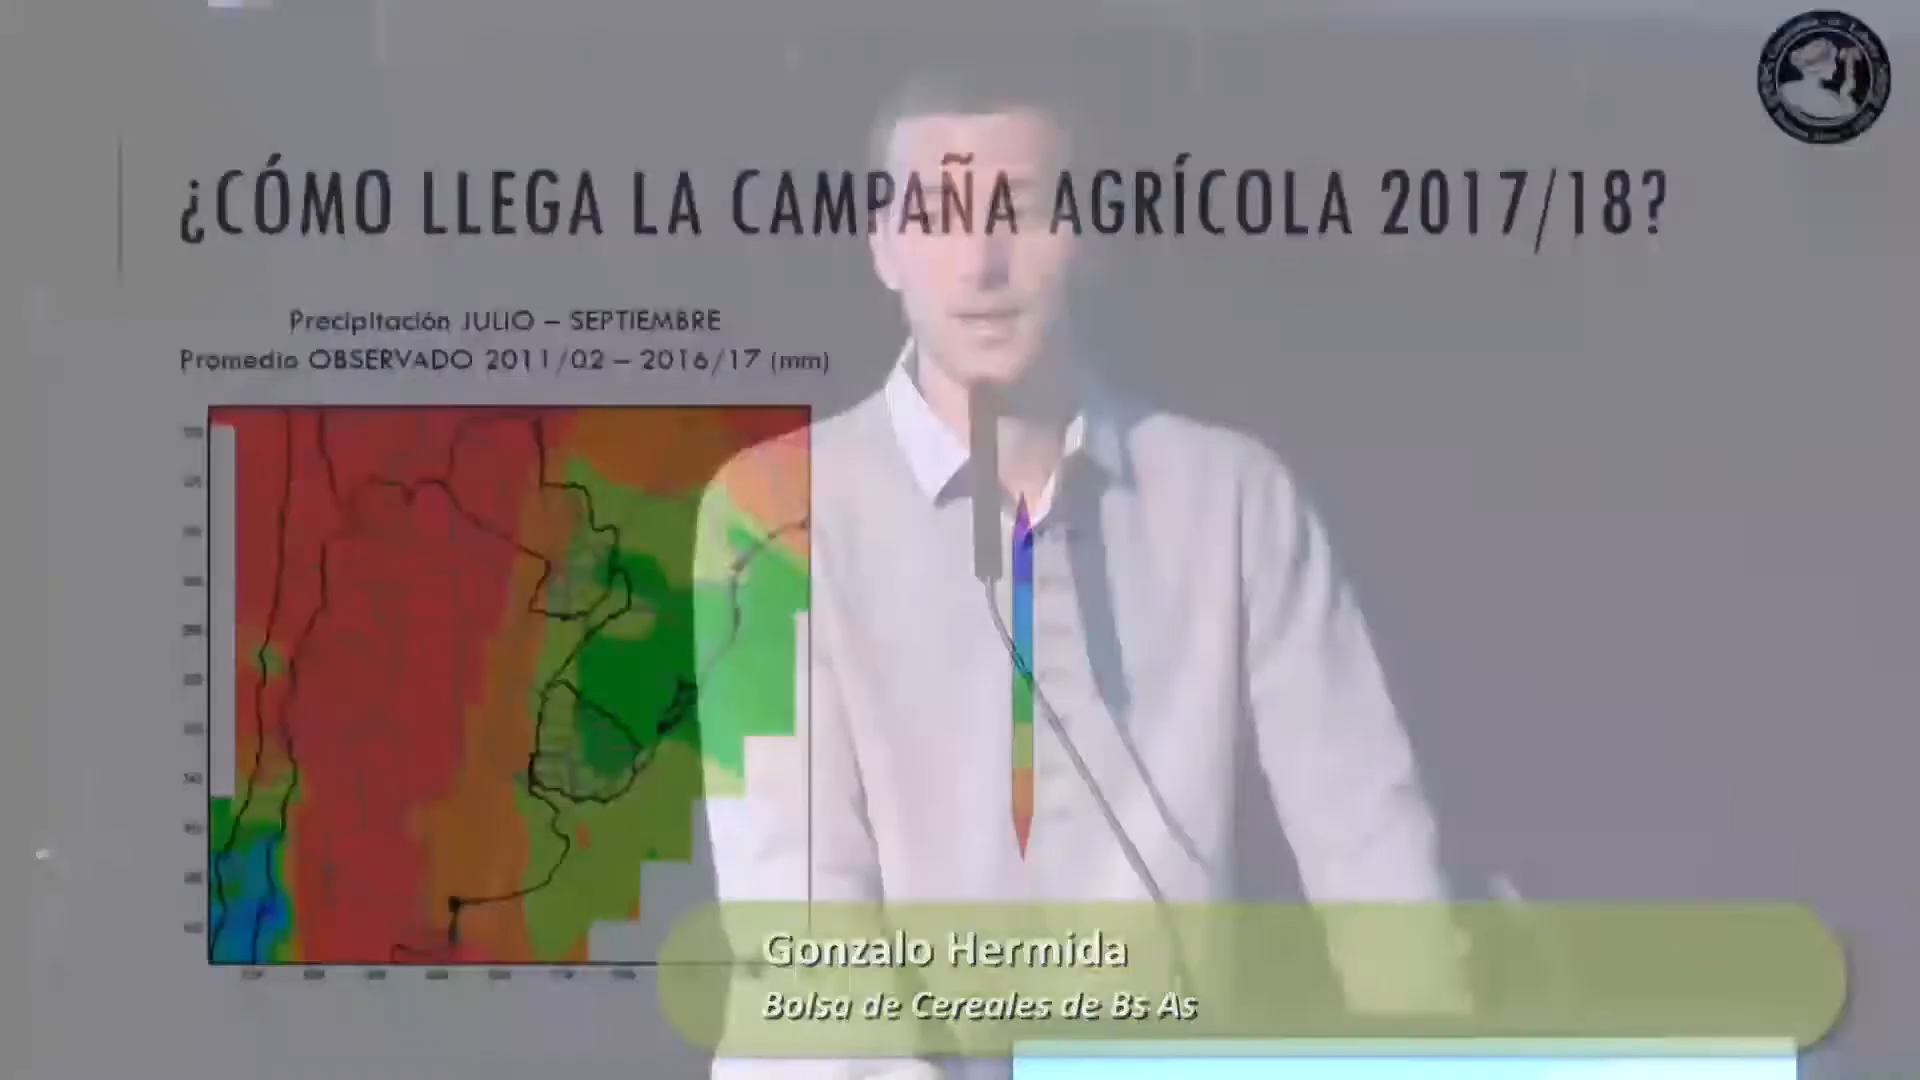 ¿CÓMO LLEGA LA CAMPAÑA AGRÍCOLA 2017/18?
Precipitación JULIO – SEPTIEMBRE
Promedio OBSERVADO 2011/02 – 2016/17 (mm)
Gonzalo Hermida
Bolsa de Cereales de Bs As